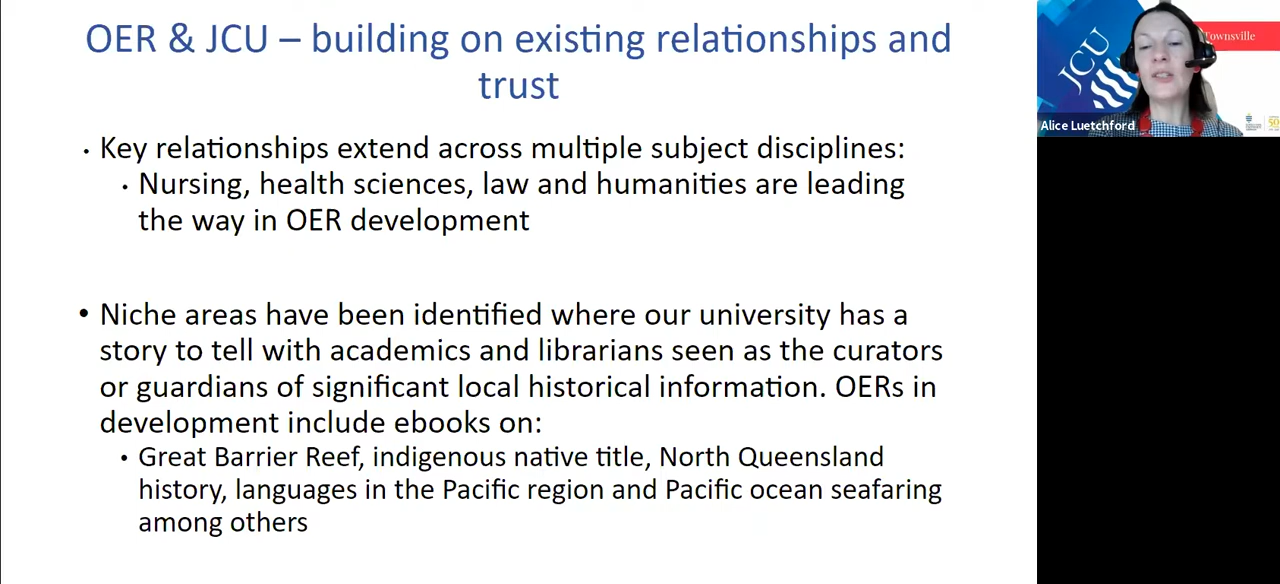 OER & JCU – building on existing relationships and
trust
• Key relationships extend across multiple subject disciplines:
• Nursing, health sciences, law and humanities are leading
the way in OER development
• Niche areas have been identified where our university has a
story to tell with academics and librarians seen as the curators
or guardians of significant local historical information. OERs in
development include ebooks on:
• Great Barrier Reef, indigenous native title, North Queensland
history, languages in the Pacific region and Pacific ocean seafaring
among others
JCU
Townsville
Alice Luetchford